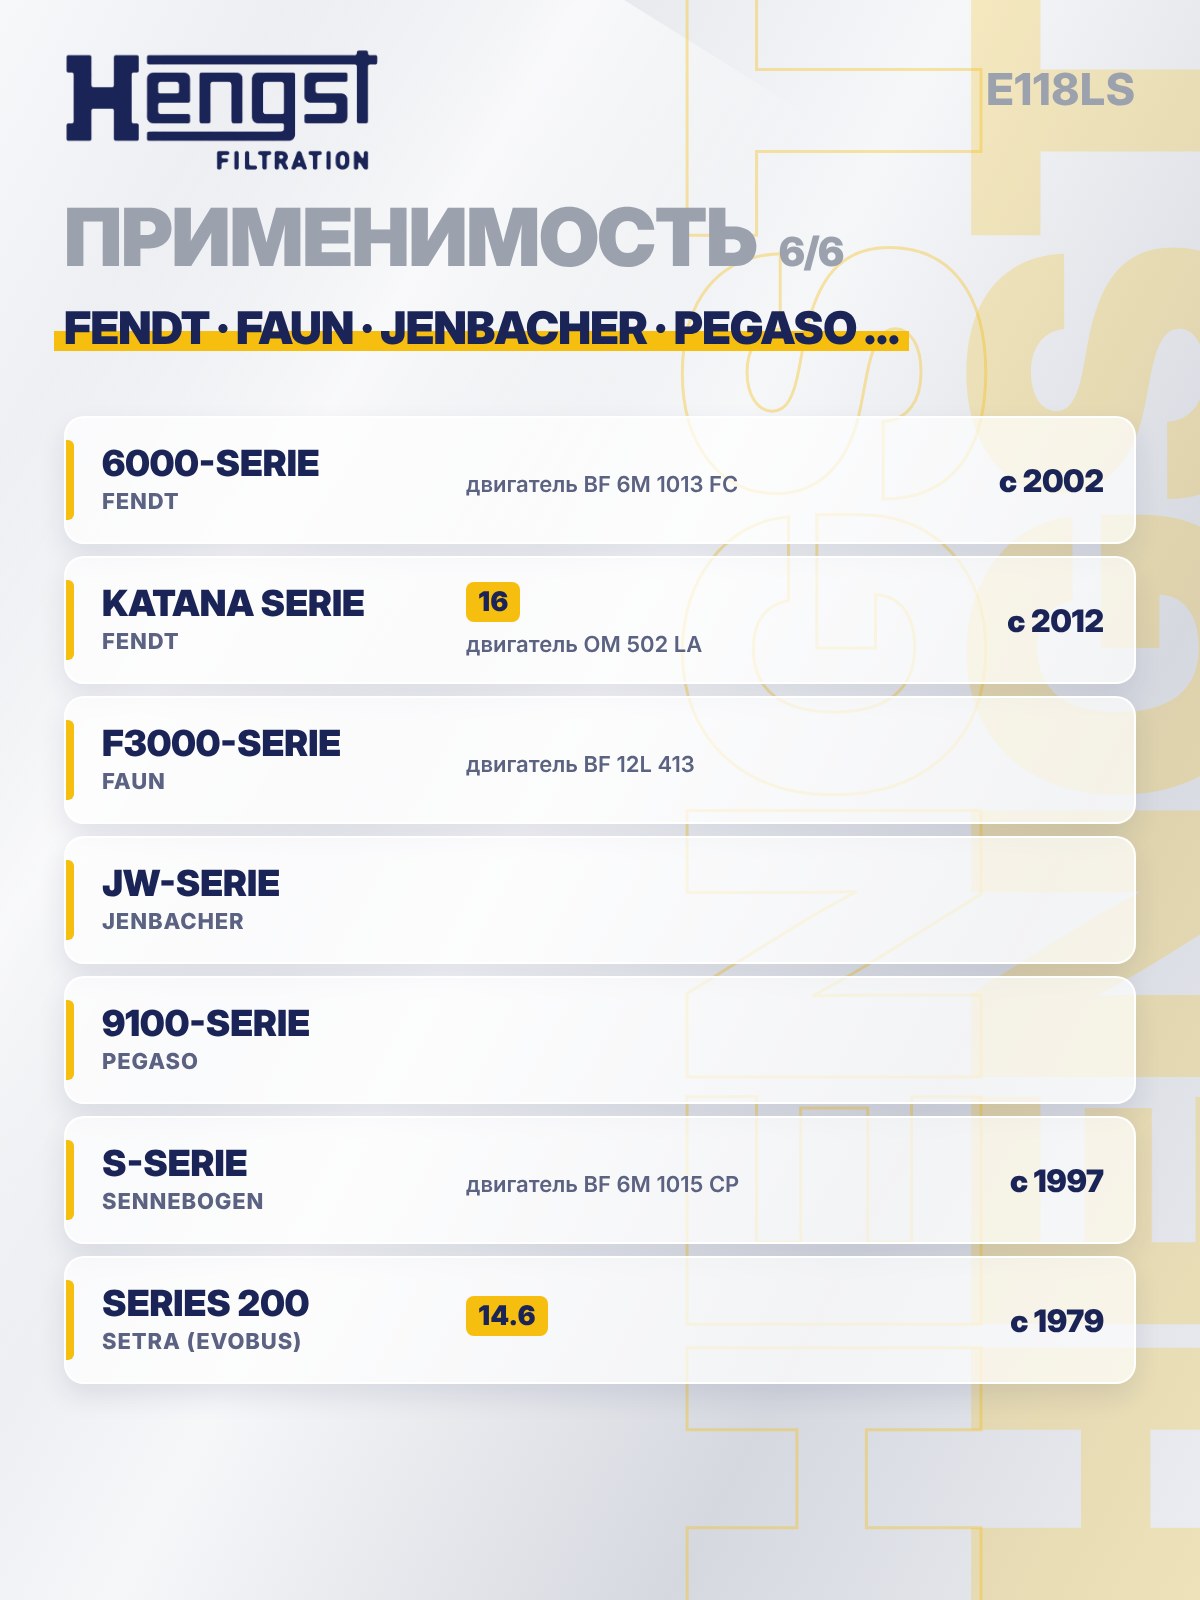 Hengst
FILTRATION
E118LS
ПРИМЕНИМОСТЬ 6/6
FENDT · FAUN · JENBACHER · PEGASO ...
6000-SERIE
FENDT
двигатель BF 6M 1013 FC
с 2002
KATANA SERIE
FENDT
16
двигатель OM 502 LA
с 2012
F3000-SERIE
FAUN
двигатель BF 12L 413
JW-SERIE
JENBACHER
9100-SERIE
PEGASO
S-SERIE
SENNEBOGEN
двигатель BF 6M 1015 CP
с 1997
SERIES 200
SETRA (EVOBUS)
14.6
с 1979
HENGST
HENGST